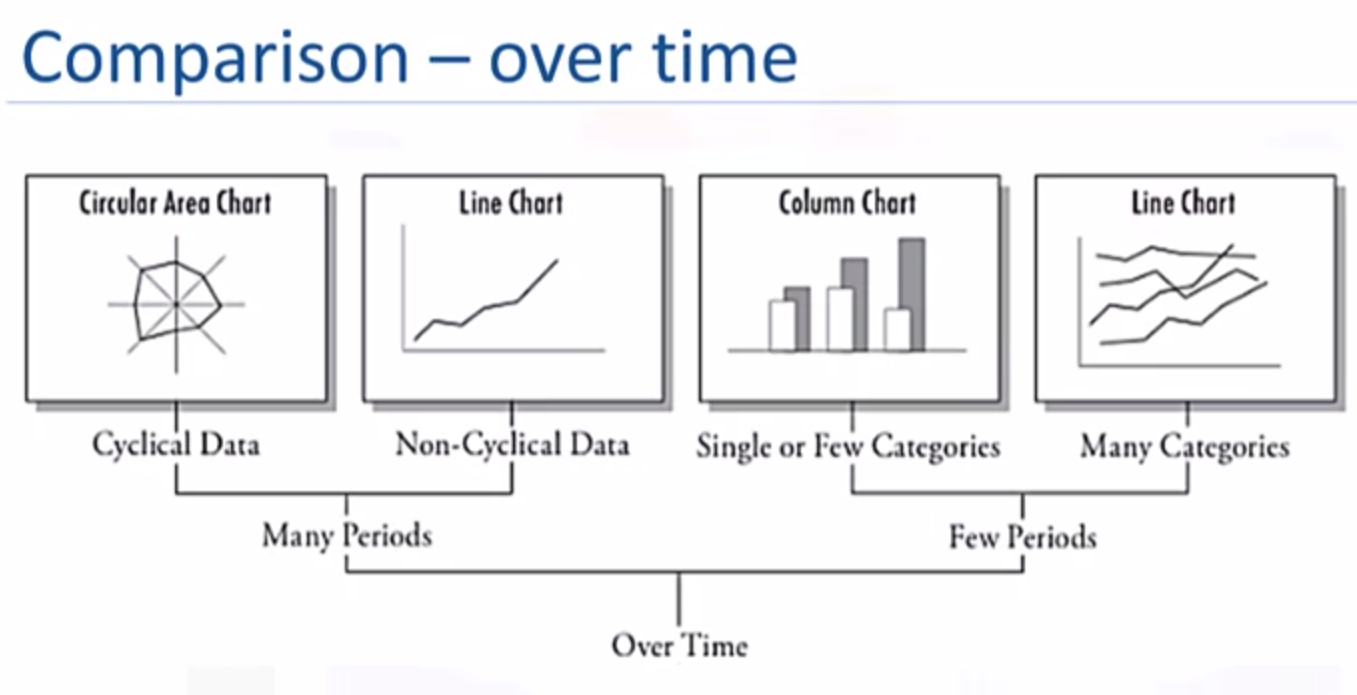 Comparison – over time
Circular Area Chart
Line Chart
Column Chart
Line Chart
Cyclical Data
Non-Cyclical Data
Single or Few Categories
Many Categories
Many Periods
Few Periods
Over Time